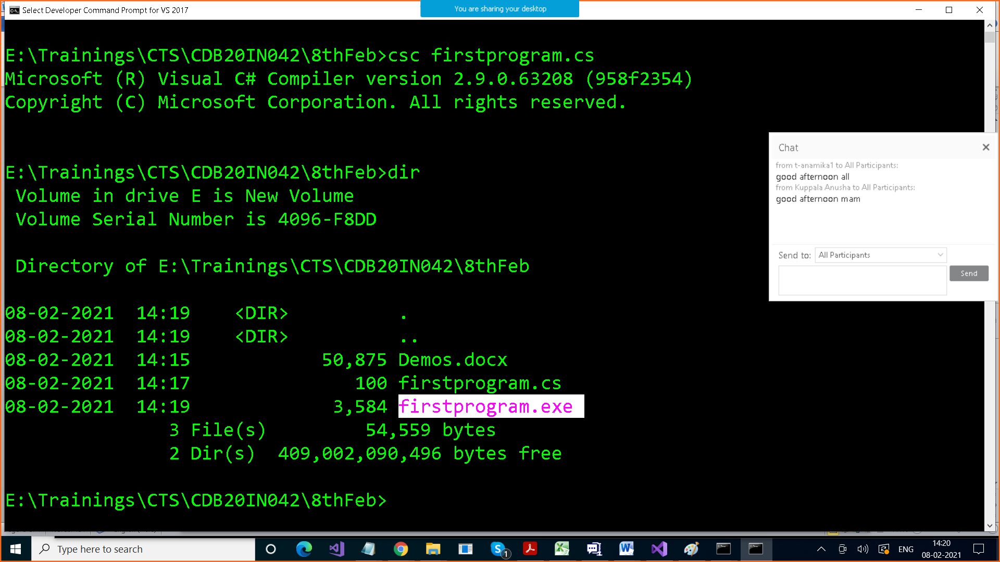 Select Developer Command Prompt for VS 2017
You are sharing your desktop
E:\Trainings\CTS\CDB20IN042\8thFeb>csc firstprogram.cs
Microsoft (R) Visual C# Compiler version 2.9.0.63208 (958f2354)
Copyright (C) Microsoft Corporation. All rights reserved.
E:\Trainings\CTS\CDB20IN042\8thFeb>dir
Volume in drive E is New Volume
Volume Serial Number is 4096-F8DD
Directory of E:\Trainings\CTS\CDB20IN042\8thFeb
08-02-2021  14:19    <DIR>          .
08-02-2021  14:19    <DIR>          ..
08-02-2021  14:15            50,875 Demos.docx
08-02-2021  14:17               100 firstprogram.cs
08-02-2021  14:19             3,584 firstprogram.exe
3 File(s)         54,559 bytes
2 Dir(s)  409,002,090,496 bytes free
E:\Trainings\CTS\CDB20IN042\8thFeb>
Chat
from t-anamika1 to All Participants:
good afternoon all
from Kuppala Anusha to All Participants:
good afternoon mam
Send to: All Participants
Send
Type here to search
1
ENG
14:20
08-02-2021